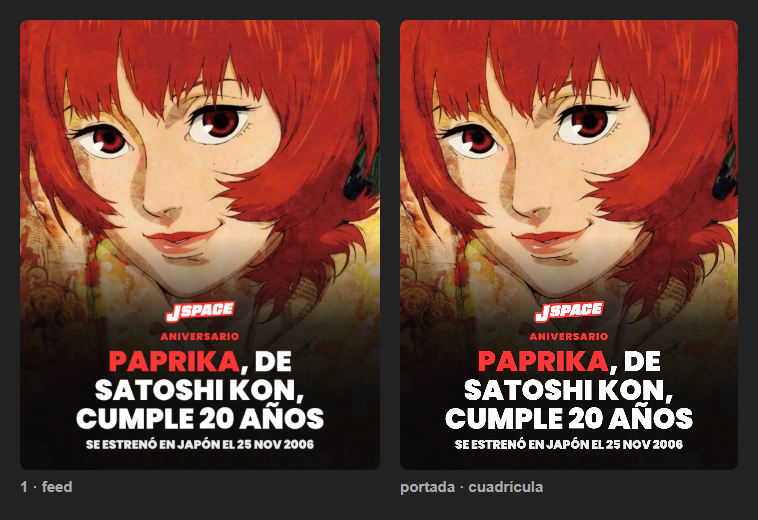 JSPACE
ANIVERSARIO
PAPRIKA, DE
SATOSHI KON,
CUMPLE 20 AÑOS
SE ESTRENÓ EN JAPÓN EL 25 NOV 2006
1 · feed
JSPACE
ANIVERSARIO
PAPRIKA, DE
SATOSHI KON,
CUMPLE 20 AÑOS
SE ESTRENÓ EN JAPÓN EL 25 NOV 2006
portada · cuadrícula